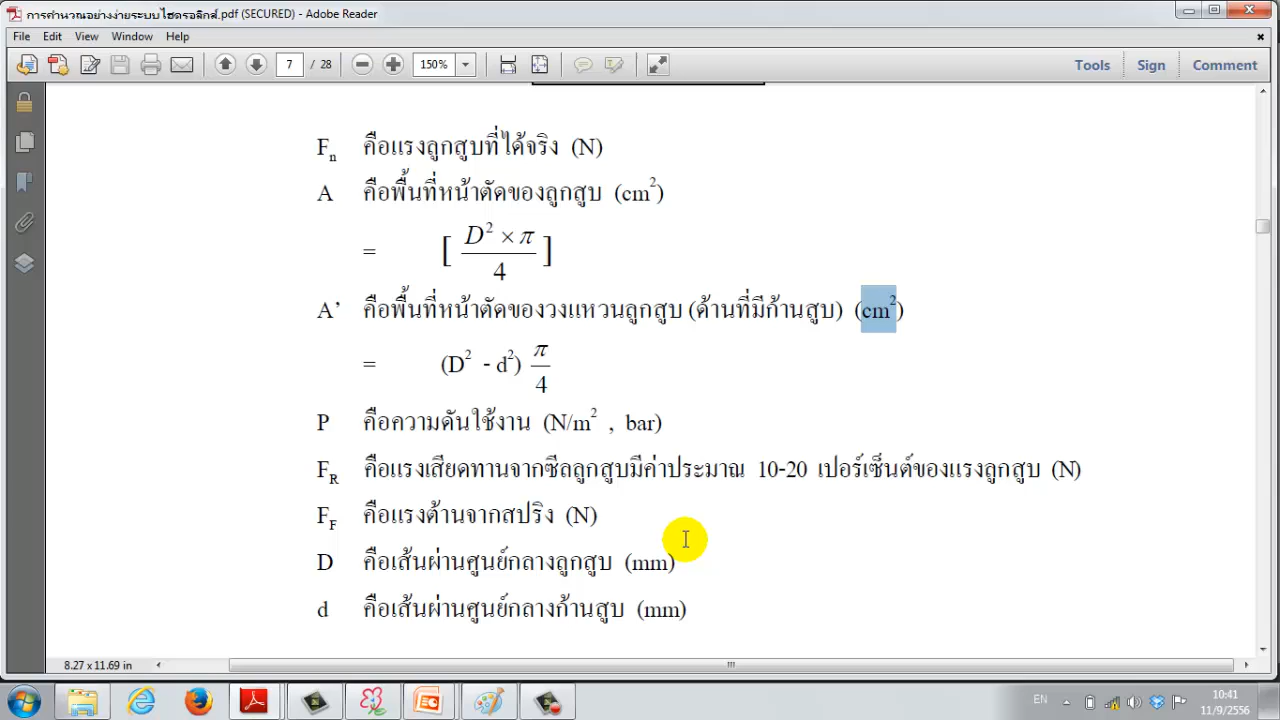 การคำนวณอย่างง่ายระบบไฮดรอลิกส์.pdf (SECURED) - Adobe Reader
File Edit View Window Help
7 / 28 150% Tools Sign Comment
Fn คือแรงลูกสูบที่ได้จริง (N)
A คือพื้นที่หน้าตัดของลูกสูบ (cm²)
= [ D² × π / 4 ]
A’ คือพื้นที่หน้าตัดของวงแหวนลูกสูบ (ด้านที่มีก้านสูบ) (cm²)
= (D² - d²) π / 4
P คือความดันใช้งาน (N/m² , bar)
FR คือแรงเสียดทานจากซีลลูกสูบมีค่าประมาณ 10-20 เปอร์เซ็นต์ของแรงลูกสูบ (N)
FF คือแรงต้านจากสปริง (N)
D คือเส้นผ่านศูนย์กลางลูกสูบ (mm)
d คือเส้นผ่านศูนย์กลางก้านสูบ (mm)
8.27 x 11.69 in
EN 10:41
11/9/2556